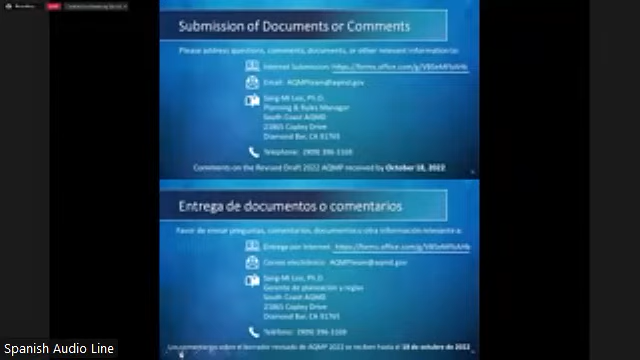 Submission of Documents or Comments
Please address questions, comments, documents, or other relevant information to:
Internet Submission:
Email: AQMPteam@aqmd.gov
Sang-Mi Lee, Ph.D.
Planning & Rules Manager
South Coast AQMD
21865 Copley Drive
Diamond Bar, CA 91765
Telephone: (909) 396-3169
Comments on the Revised Draft 2022 AQMP received by October 18, 2022
Entrega de documentos o comentarios
Favor de enviar preguntas, comentarios, documentos u otra información relevante a:
Entrega por Internet:
Correo electrónico: AQMPteam@aqmd.gov
Sang-Mi Lee, Ph.D.
Gerente de planeación y reglas
South Coast AQMD
21865 Copley Drive
Diamond Bar, CA 91765
Teléfono: (909) 396-3169
Los comentarios sobre el borrador revisado de AQMP 2022 se reciben hasta el 18 de octubre de 2022
Spanish Audio Line